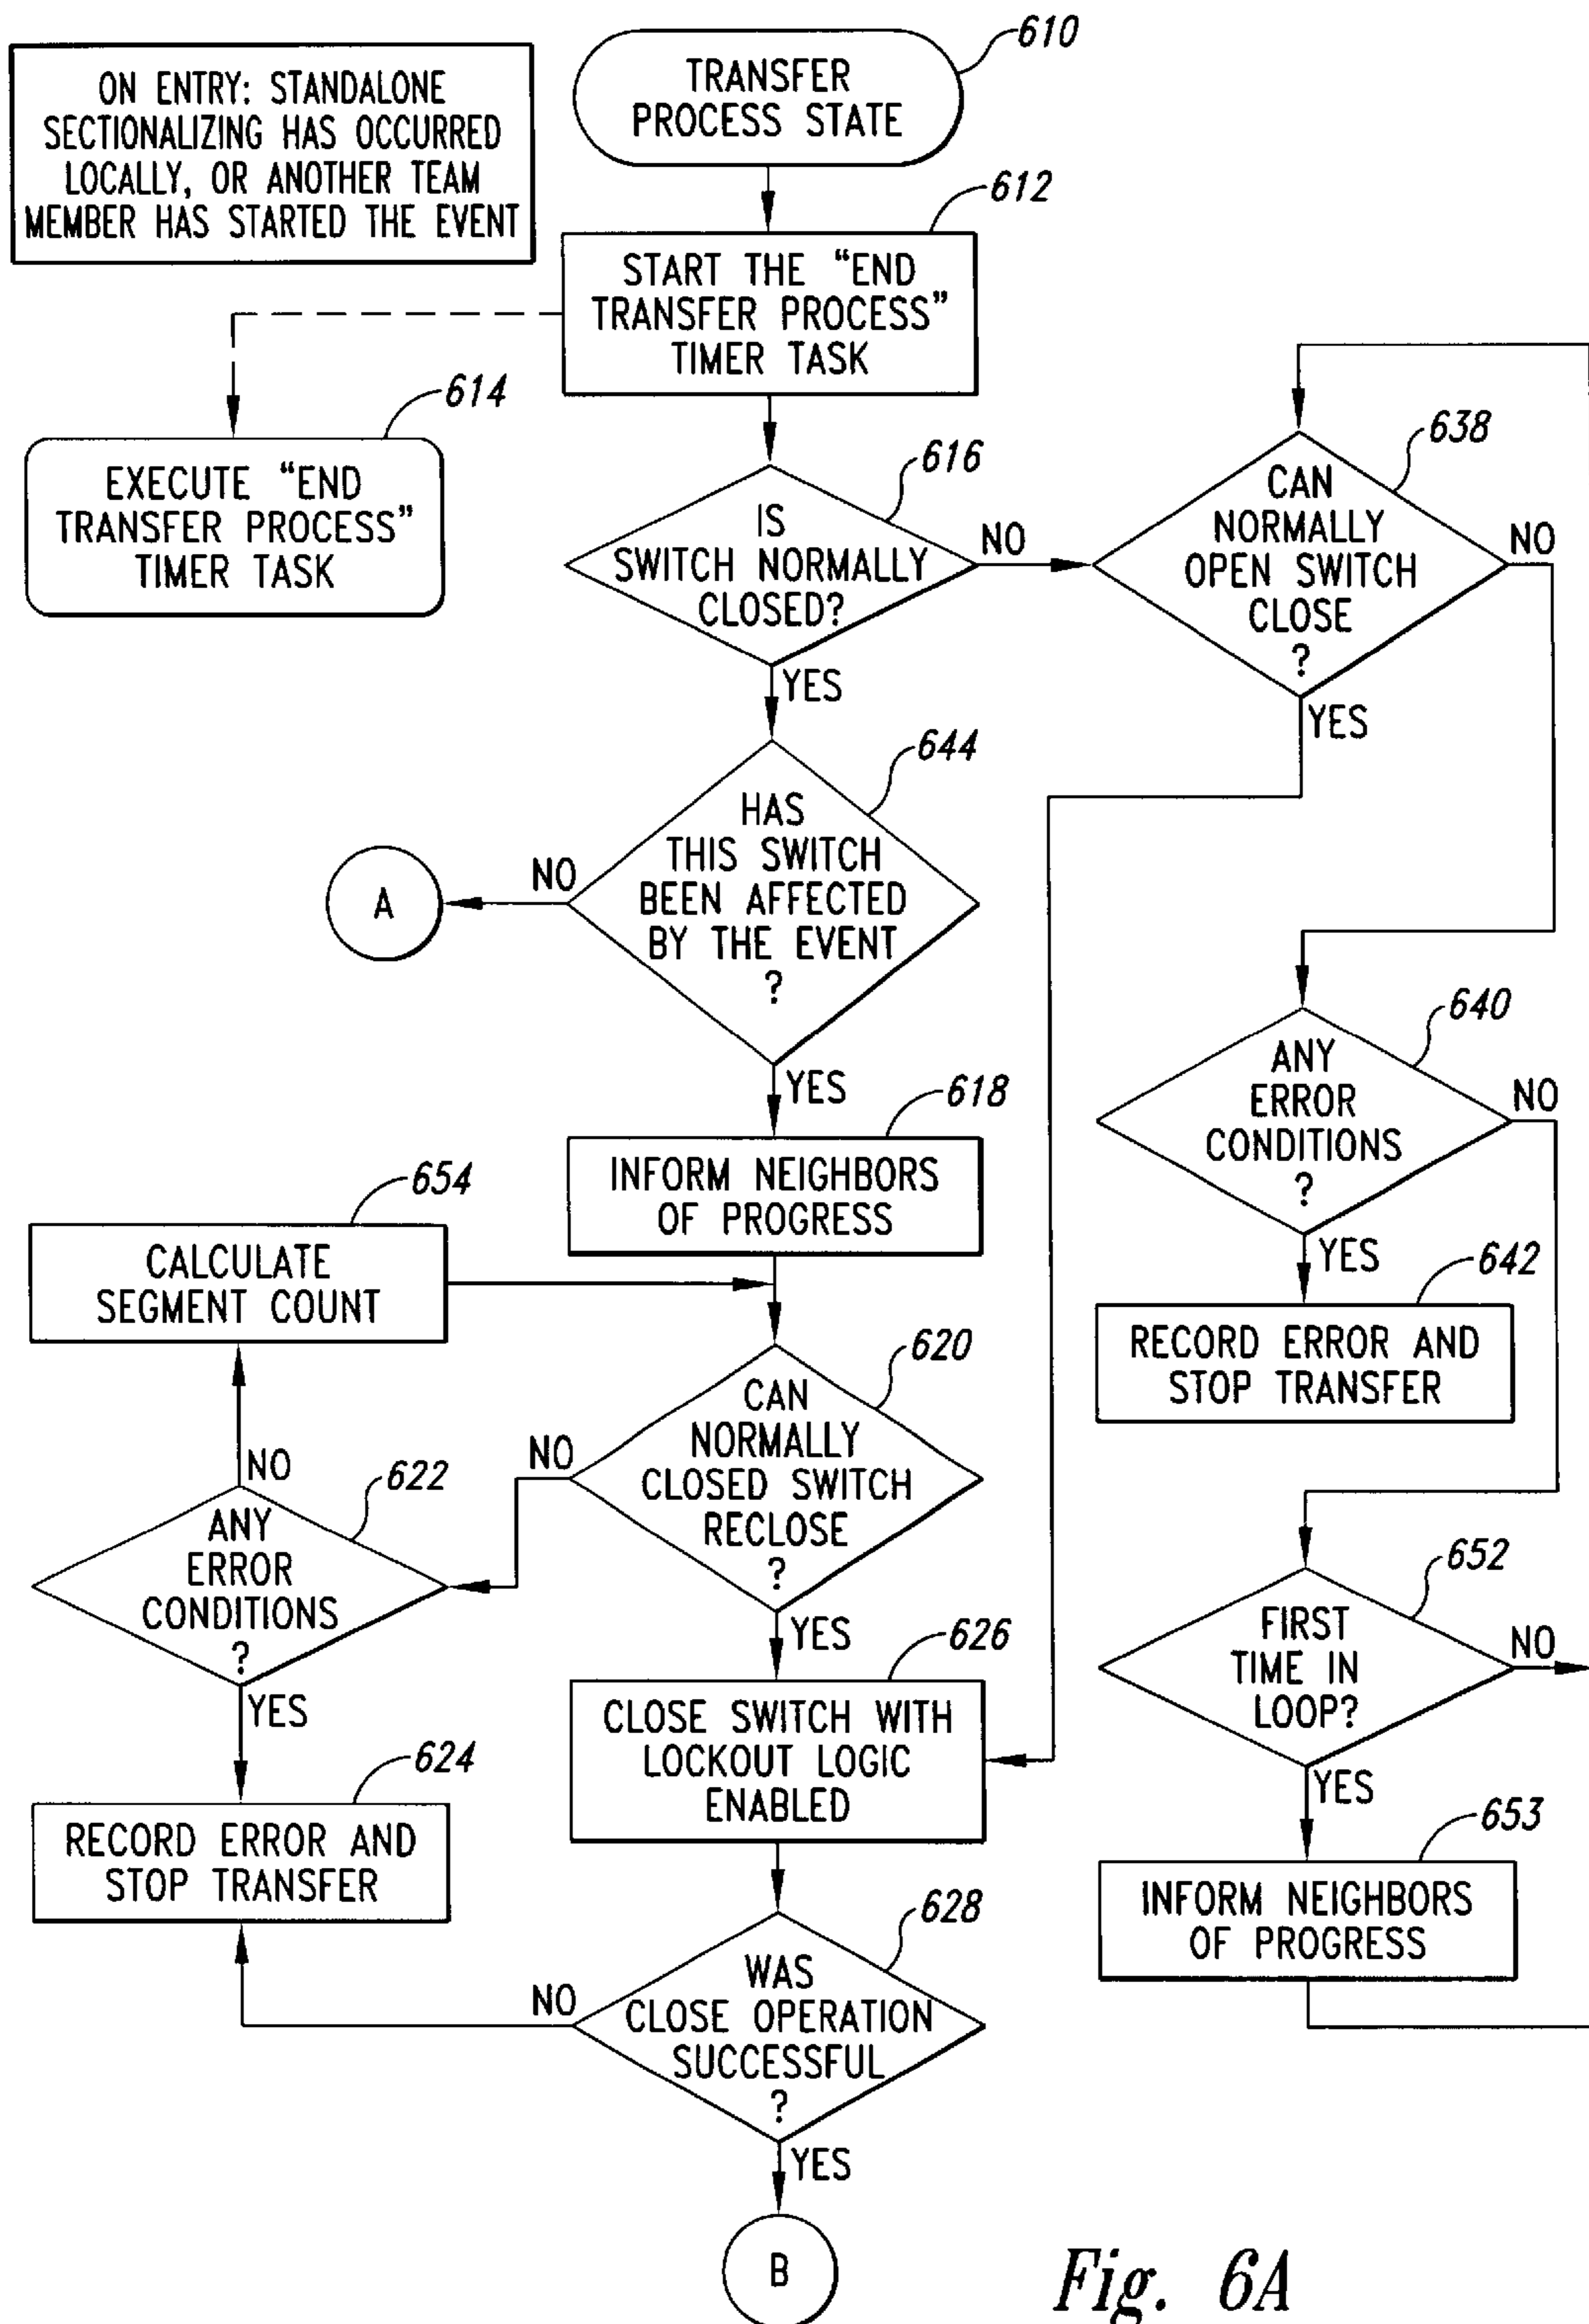 ON ENTRY: STANDALONE
SECTIONALIZING HAS OCCURRED
LOCALLY, OR ANOTHER TEAM
MEMBER HAS STARTED THE EVENT
610
TRANSFER
PROCESS STATE
612
START THE “END
TRANSFER PROCESS”
TIMER TASK
614
EXECUTE “END
TRANSFER PROCESS”
TIMER TASK
616
IS
SWITCH NORMALLY
CLOSED?
NO
YES
638
CAN
NORMALLY
OPEN SWITCH
CLOSE
?
NO
YES
644
HAS
THIS SWITCH
BEEN AFFECTED
BY THE EVENT
?
NO
A
YES
640
ANY
ERROR
CONDITIONS
?
NO
YES
618
INFORM NEIGHBORS
OF PROGRESS
654
CALCULATE
SEGMENT COUNT
642
RECORD ERROR AND
STOP TRANSFER
620
CAN
NORMALLY
CLOSED SWITCH
RECLOSE
?
NO
YES
622
NO
ANY
ERROR
CONDITIONS
?
YES
652
FIRST
TIME IN
LOOP?
NO
YES
626
CLOSE SWITCH WITH
LOCKOUT LOGIC
ENABLED
624
RECORD ERROR AND
STOP TRANSFER
653
INFORM NEIGHBORS
OF PROGRESS
628
WAS
CLOSE OPERATION
SUCCESSFUL
?
NO
YES
B
Fig. 6A